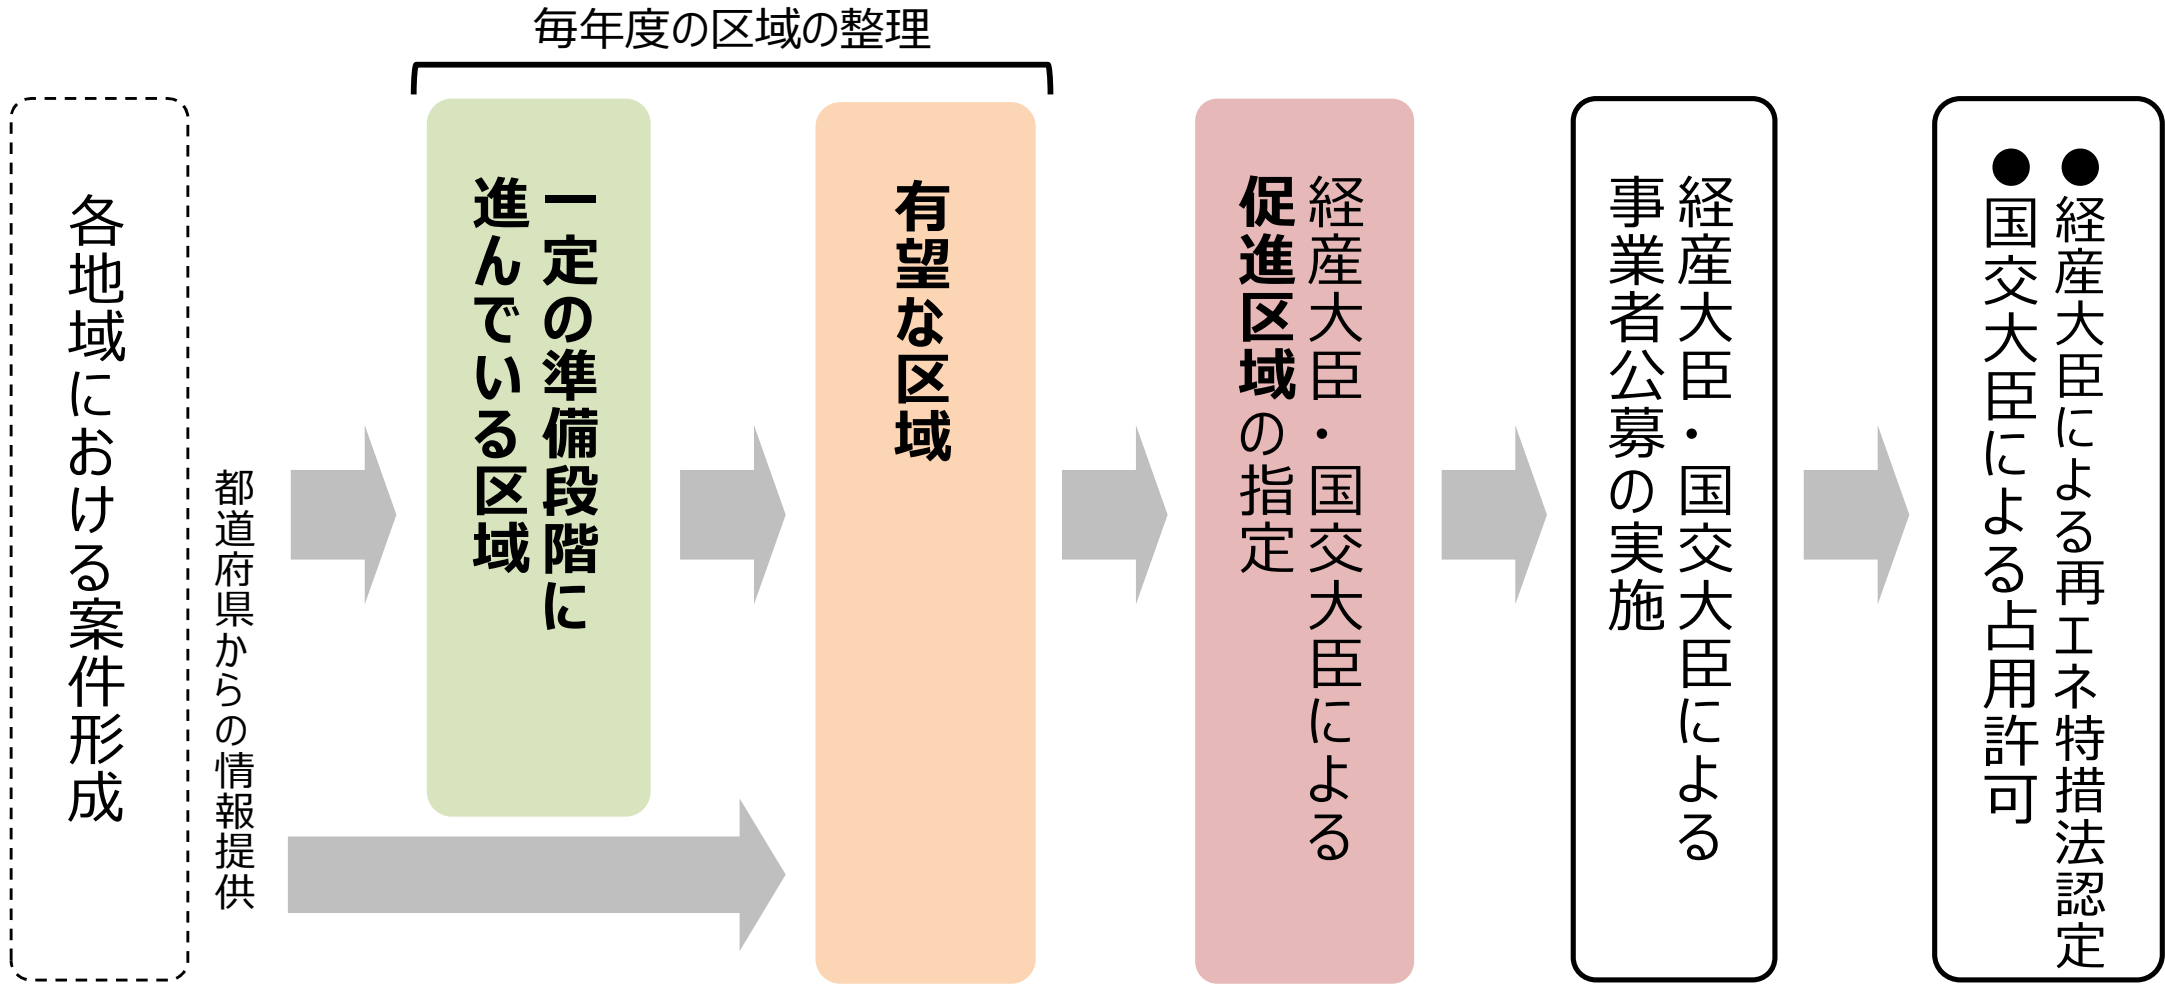 毎年度の区域の整理
各地域における案件形成
都道府県からの情報提供
一定の準備段階に
進んでいる区域
有望な区域
経産大臣・国交大臣による
促進区域の指定
経産大臣・国交大臣による
事業者公募の実施
●経産大臣による再エネ特措法認定
●国交大臣による占用許可